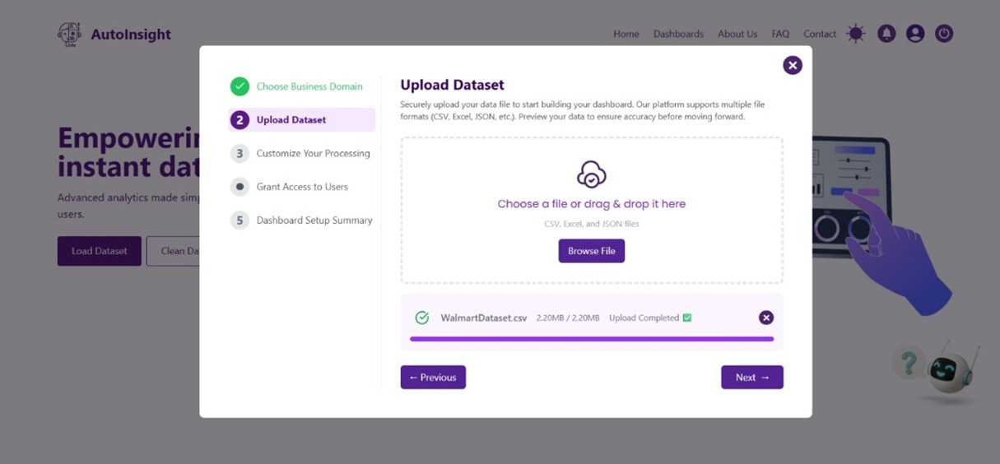 AutoInsight
Home Dashboards About Us FAQ Contact
Empowerin
instant dat
Advanced analytics made simp
users.
Load Dataset Clean Da
Choose Business Domain
2 Upload Dataset
3 Customize Your Processing
Grant Access to Users
5 Dashboard Setup Summary
Upload Dataset
Securely upload your data file to start building your dashboard. Our platform supports multiple file
formats (CSV, Excel, JSON, etc.). Preview your data to ensure accuracy before moving forward.
Choose a file or drag & drop it here
CSV, Excel, and JSON files
Browse File
WalmartDataset.csv 2.20MB / 2.20MB Upload Completed ✅
← Previous
Next →
?